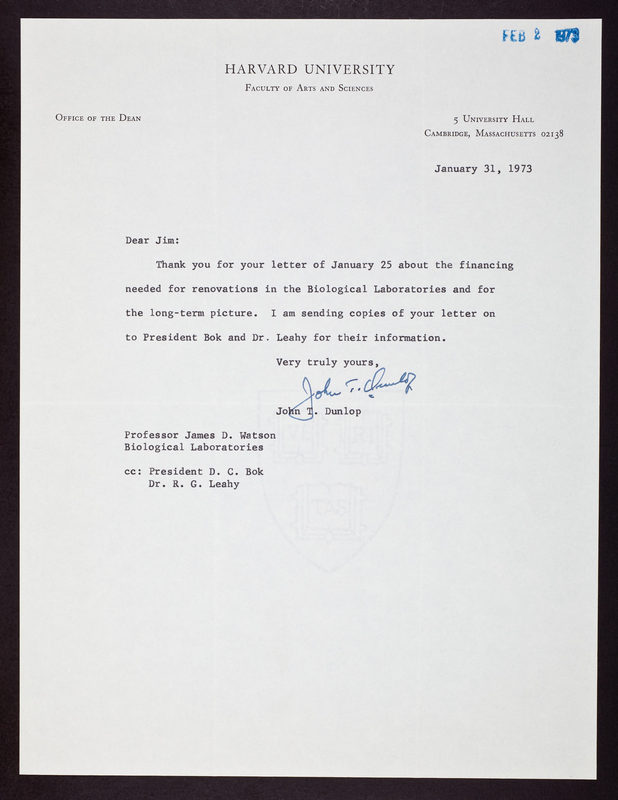 FEB 2 1973
HARVARD UNIVERSITY
FACULTY OF ARTS AND SCIENCES
OFFICE OF THE DEAN
5 UNIVERSITY HALL
CAMBRIDGE, MASSACHUSETTS 02138
January 31, 1973
Dear Jim:
Thank you for your letter of January 25 about the financing
needed for renovations in the Biological Laboratories and for
the long-term picture. I am sending copies of your letter on
to President Bok and Dr. Leahy for their information.
Very truly yours,
John T. Dunlop
John T. Dunlop
Professor James D. Watson
Biological Laboratories
cc: President D. C. Bok
Dr. R. G. Leahy